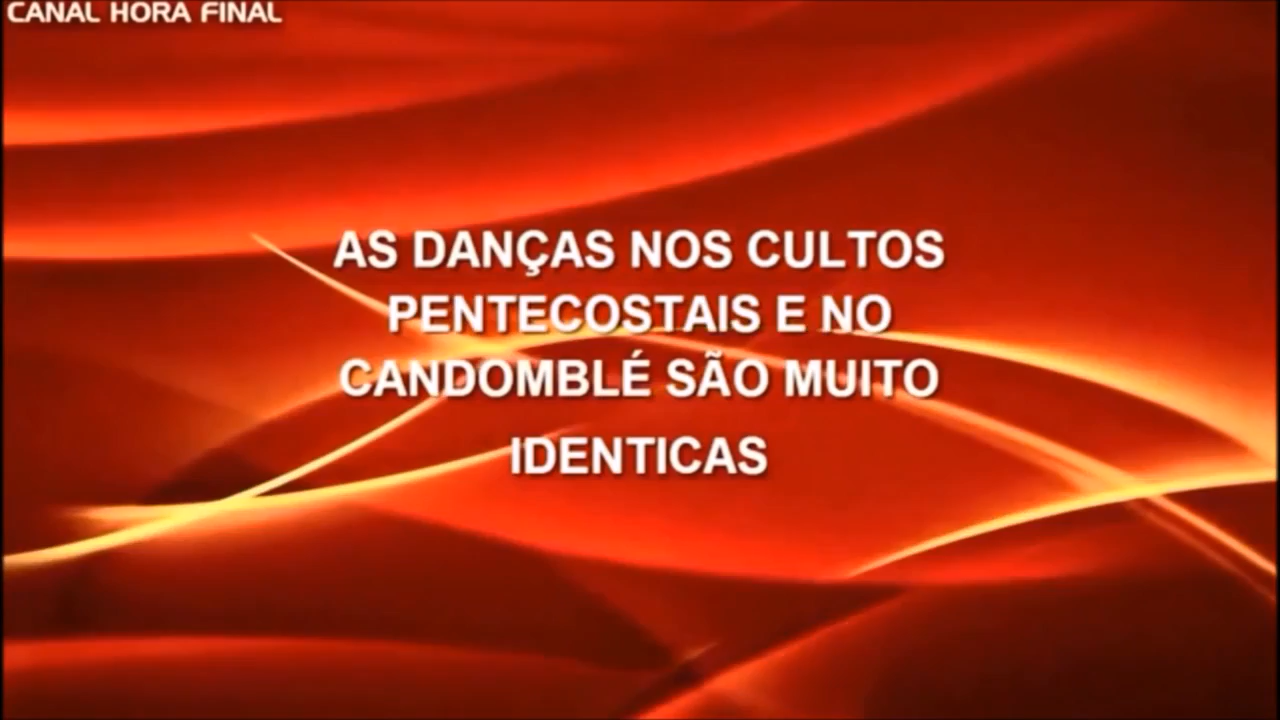 CANAL HORA FINAL
AS DANÇAS NOS CULTOS
PENTECOSTAIS E NO
CANDOMBLÉ SÃO MUITO
IDENTICAS